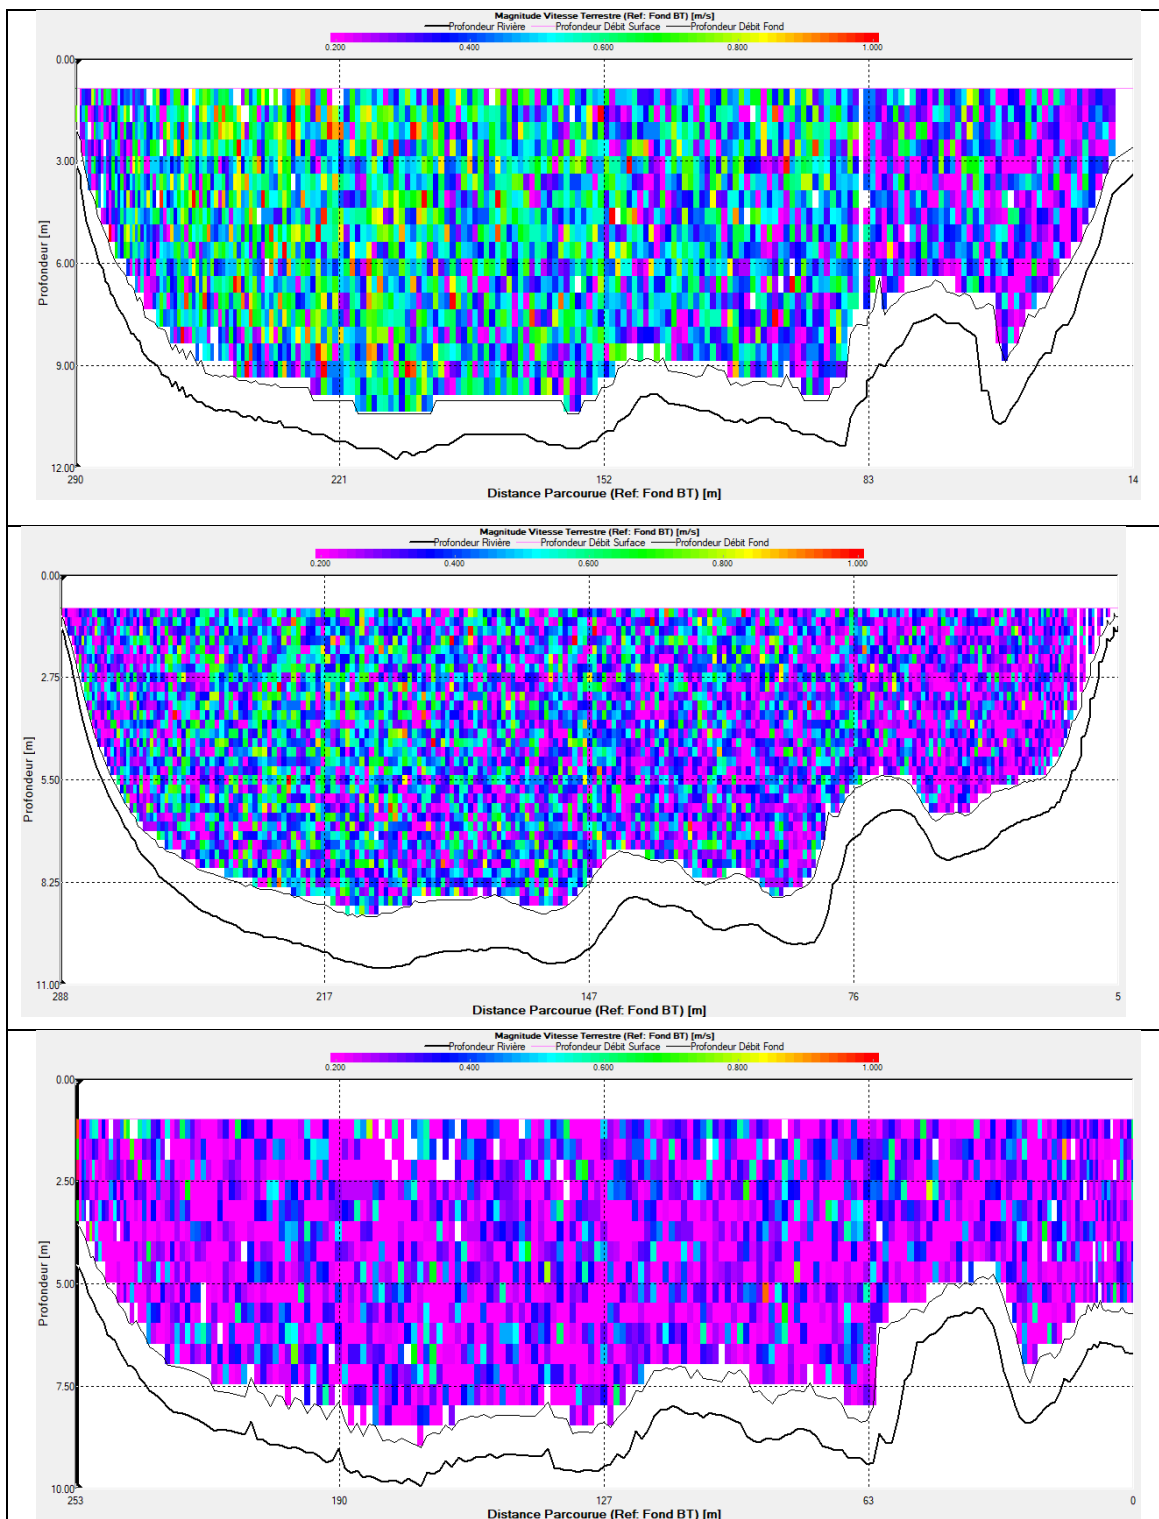 Magnitude Vitesse Terrestre (Ref: Fond BT) [m/s]
Profondeur Rivière Profondeur Débit Surface Profondeur Débit Fond
0.200 0.400 0.600 0.800 1.000
0.00
3.00
6.00
9.00
12.00
Profondeur [m]
290 221 152 83 14
Distance Parcourue (Ref: Fond BT) [m]
Magnitude Vitesse Terrestre (Ref: Fond BT) [m/s]
Profondeur Rivière Profondeur Débit Surface Profondeur Débit Fond
0.200 0.400 0.600 0.800 1.000
0.00
2.75
5.50
8.25
11.00
Profondeur [m]
288 217 147 76 5
Distance Parcourue (Ref: Fond BT) [m]
Magnitude Vitesse Terrestre (Ref: Fond BT) [m/s]
Profondeur Rivière Profondeur Débit Surface Profondeur Débit Fond
0.200 0.400 0.600 0.800 1.000
0.00
2.50
5.00
7.50
10.00
Profondeur [m]
253 190 127 63 0
Distance Parcourue (Ref: Fond BT) [m]